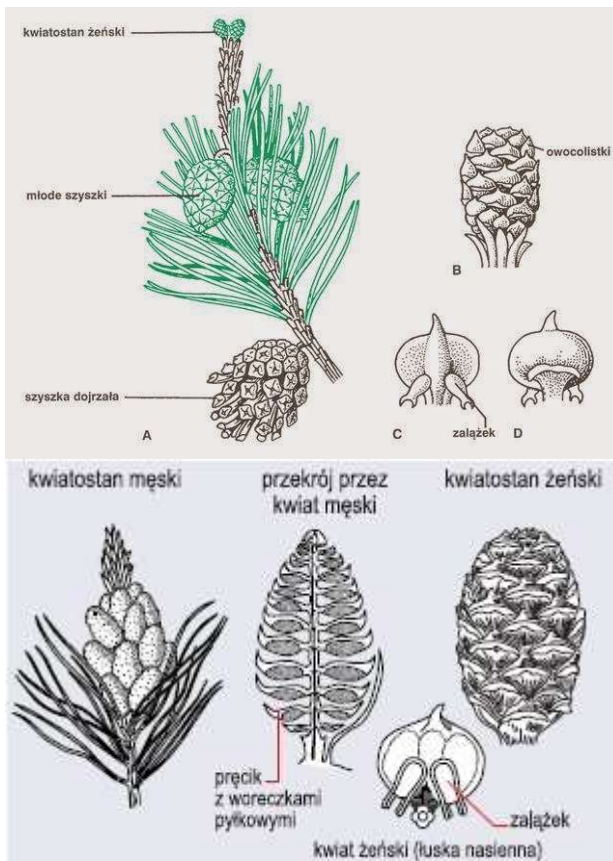 kwiatostan żeński
owocolistki
młode szyszki
B
szyszka dojrzała
A
C
zalążek
D
kwiatostan męski
przekrój przez
kwiat męski
kwiatostan żeński
pręcik
z woreczkami
pyłkowymi
zalążek
kwiat żeński (łuska nasienna)